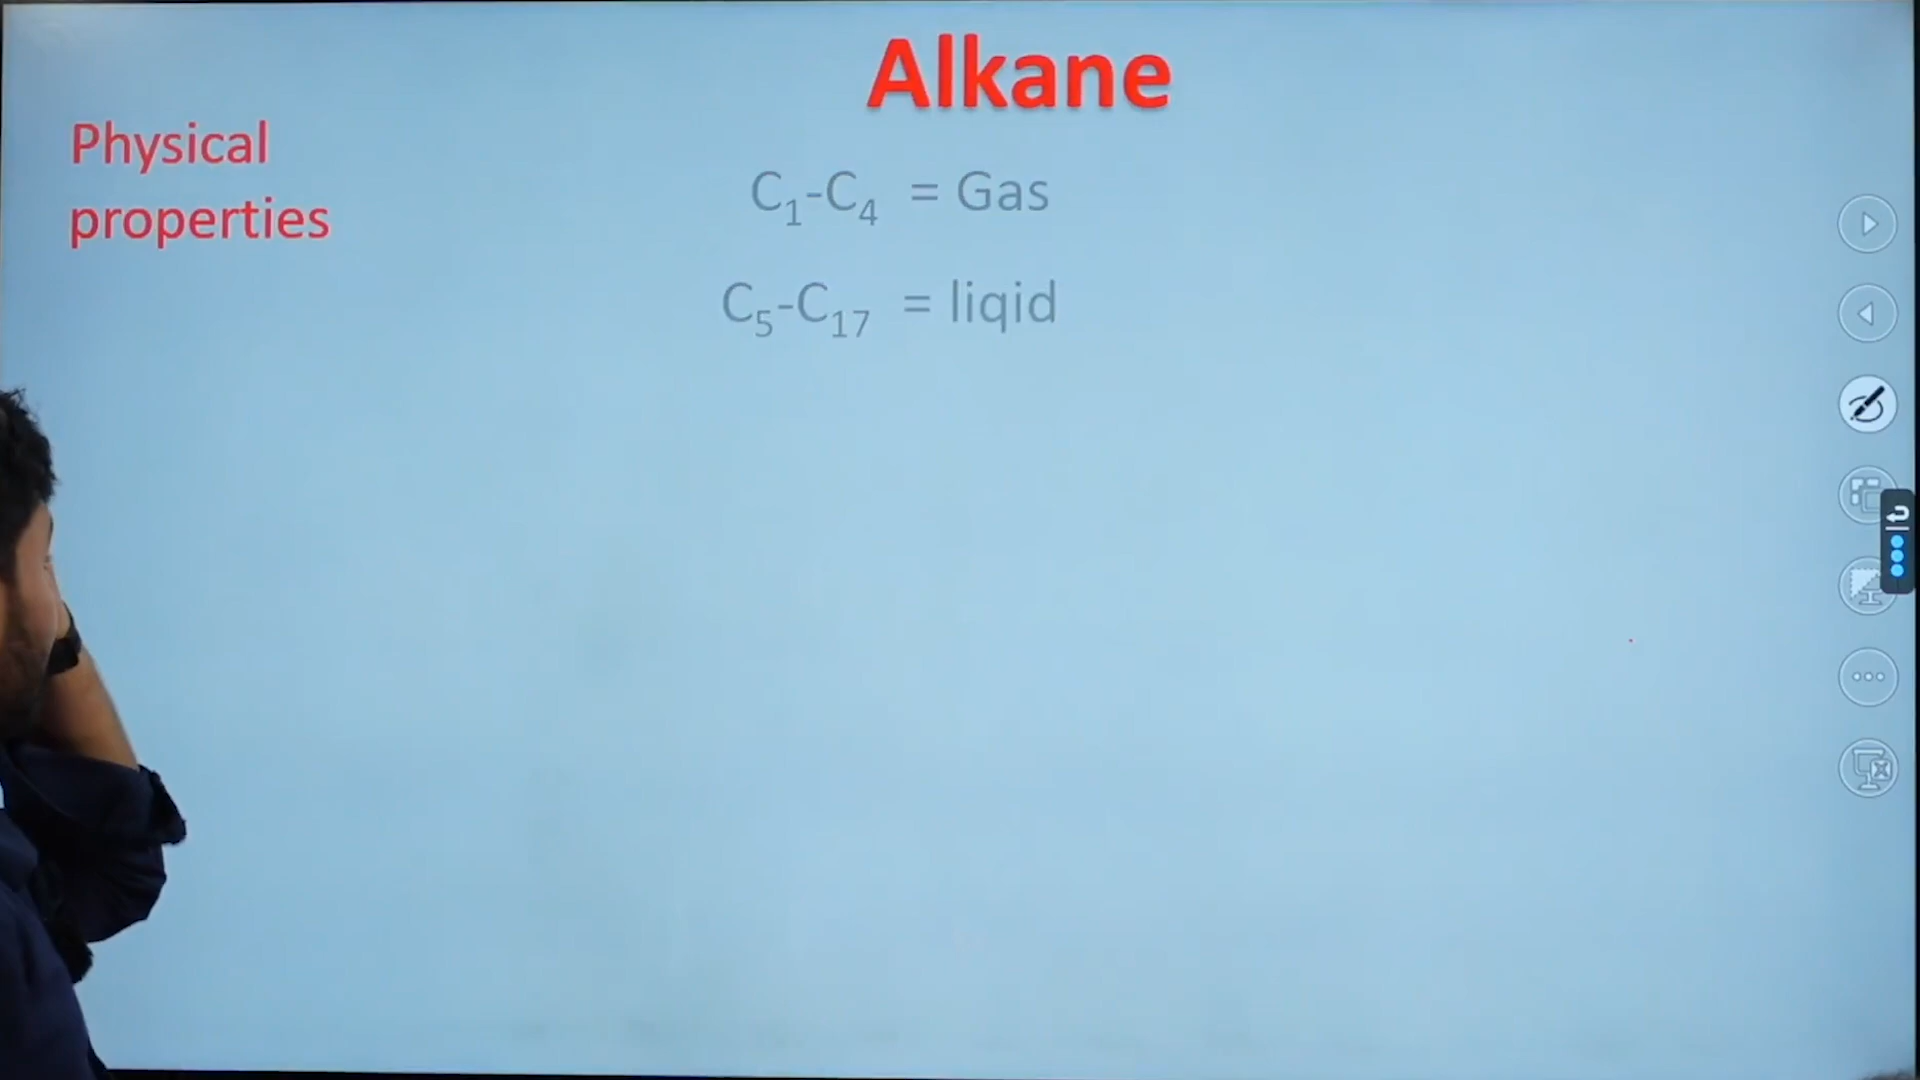 Alkane
Physical
properties
C₁-C₄ = Gas
C₅-C₁₇ = liqid